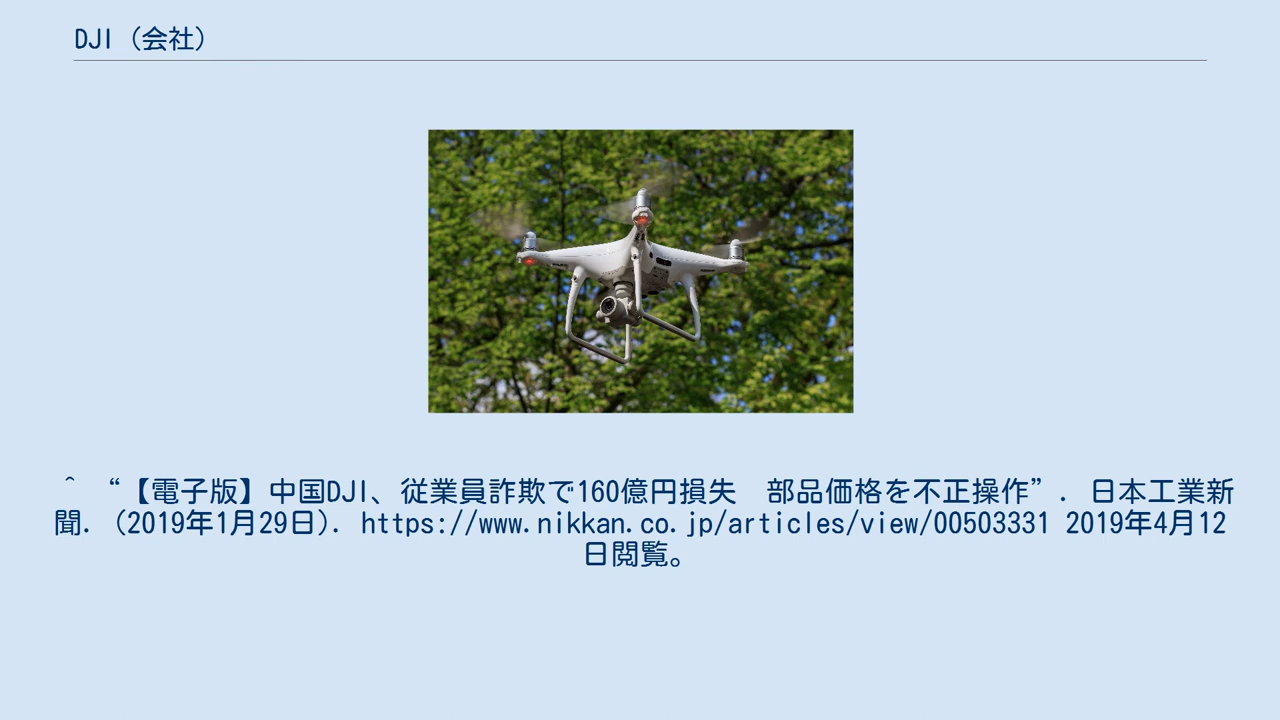 DJI（会社）
^ “【電子版】中国DJI、従業員詐欺で160億円損失　部品価格を不正操作”. 日本工業新
聞. (2019年1月29日). https://www.nikkan.co.jp/articles/view/00503331 2019年4月12
日閲覧。